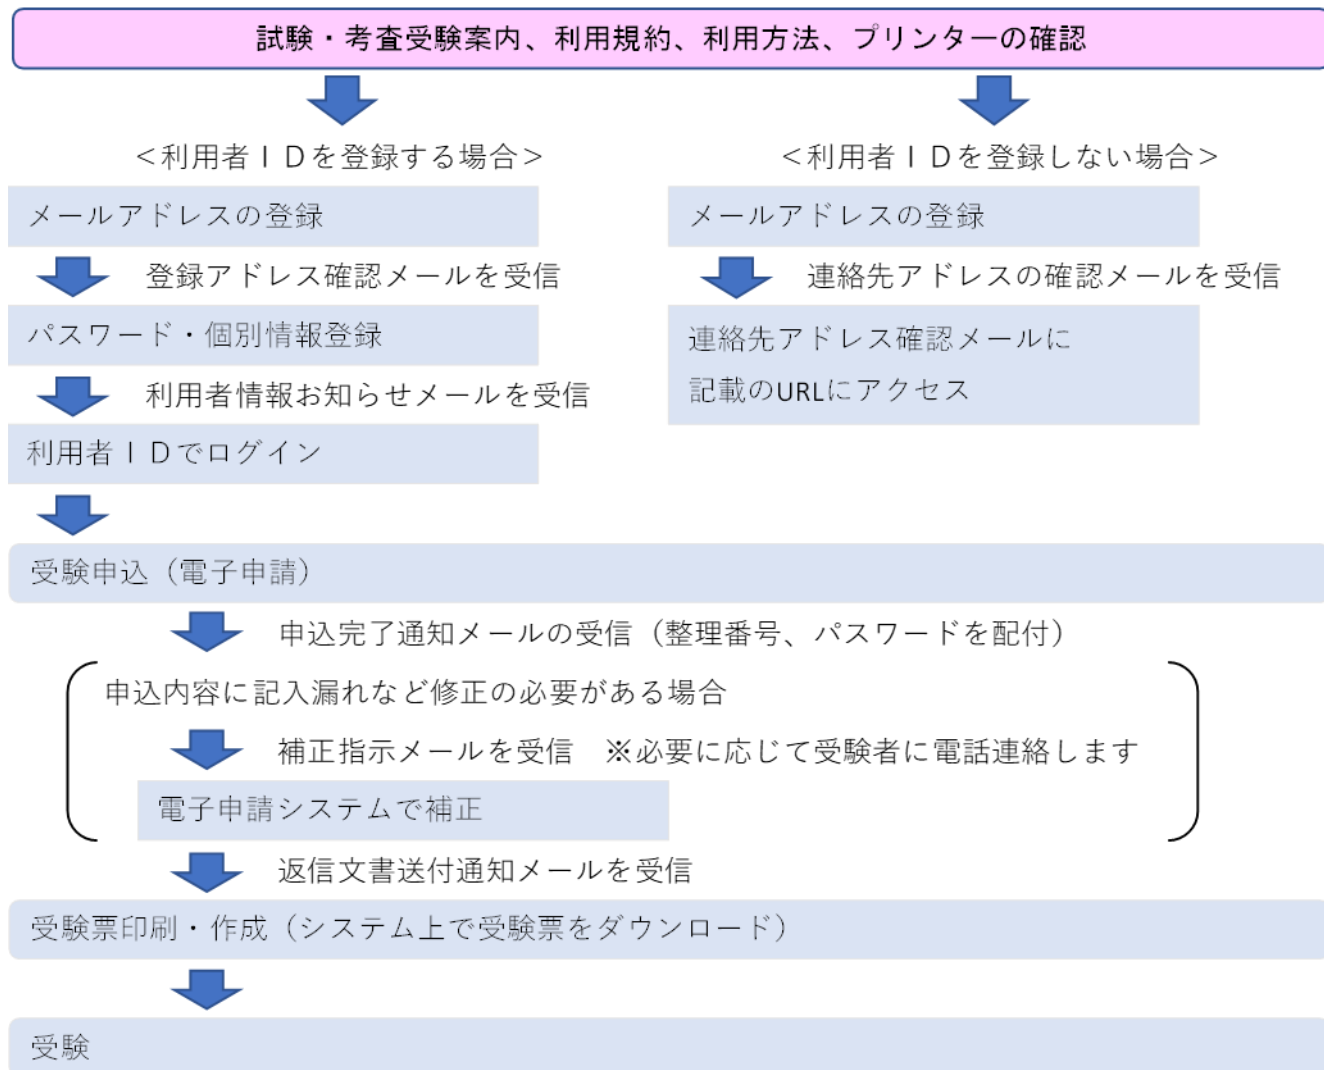 試験・考査受験案内、利用規約、利用方法、プリンターの確認
＜利用者ＩＤを登録する場合＞
メールアドレスの登録
登録アドレス確認メールを受信
パスワード・個別情報登録
利用者情報お知らせメールを受信
利用者ＩＤでログイン
＜利用者ＩＤを登録しない場合＞
メールアドレスの登録
連絡先アドレスの確認メールを受信
連絡先アドレス確認メールに
記載のURLにアクセス
受験申込（電子申請）
申込完了通知メールの受信（整理番号、パスワードを配付）
申込内容に記入漏れなど修正の必要がある場合
補正指示メールを受信　※必要に応じて受験者に電話連絡します
電子申請システムで補正
返信文書送付通知メールを受信
受験票印刷・作成（システム上で受験票をダウンロード）
受験